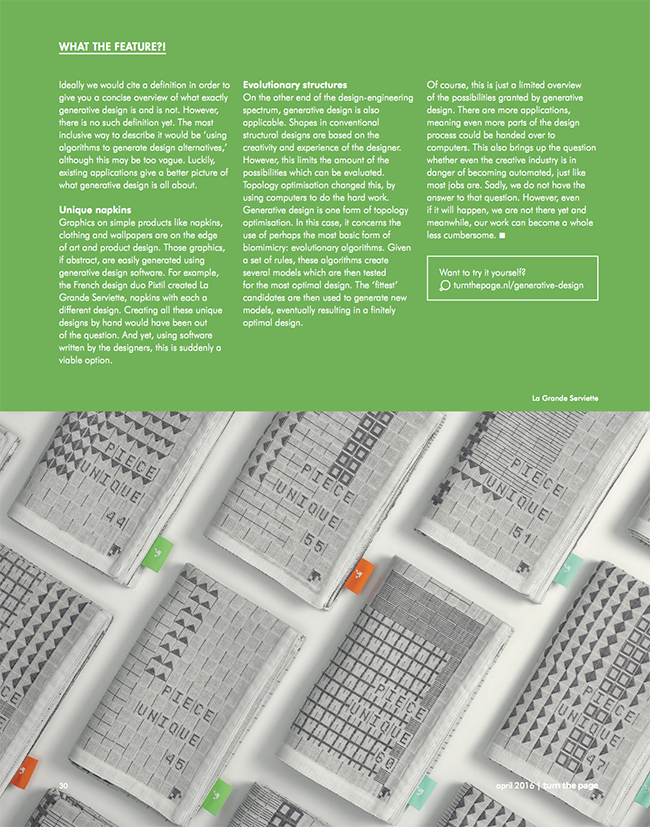 WHAT THE FEATURE?!
Ideally we would cite a definition in order to
give you a concise overview of what exactly
generative design is and is not. However,
there is no such definition yet. The most
inclusive way to describe it would be ‘using
algorithms to generate design alternatives,’
although this may be too vague. Luckily,
existing applications give a better picture of
what generative design is all about.
Unique napkins
Graphics on simple products like napkins,
clothing and wallpapers are on the edge
of art and product design. Those graphics,
if abstract, are easily generated using
generative design software. For example,
the French design duo Pixtil created La
Grande Serviette, napkins with each a
different design. Creating all these unique
designs by hand would have been out
of the question. And yet, using software
written by the designers, this is suddenly a
viable option.
Evolutionary structures
On the other end of the design-engineering
spectrum, generative design is also
applicable. Shapes in conventional
structural designs are based on the
creativity and experience of the designer.
However, this limits the amount of the
possibilities which can be evaluated.
Topology optimisation changed this, by
using computers to do the hard work.
Generative design is one form of topology
optimisation. In this case, it concerns the
use of perhaps the most basic form of
biomimicry: evolutionary algorithms. Given
a set of rules, these algorithms create
several models which are then tested
for the most optimal design. The ‘fittest’
candidates are then used to generate new
models, eventually resulting in a finitely
optimal design.
Of course, this is just a limited overview
of the possibilities granted by generative
design. There are more applications,
meaning even more parts of the design
process could be handed over to
computers. This also brings up the question
whether even the creative industry is in
danger of becoming automated, just like
most jobs are. Sadly, we do not have the
answer to that question. However, even
if it will happen, we are not there yet and
meanwhile, our work can become a whole
less cumbersome. ■
Want to try it yourself?
turnthepage.nl/generative-design
La Grande Serviette
PIECE
UNIQUE
44
PIECE
UNIQUE
55
PIECE
UNIQUE
51
PIECE
UNIQUE
45
PIECE
UNIQUE
60
PIECE
UNIQUE
47
30
april 2016 | turn the page